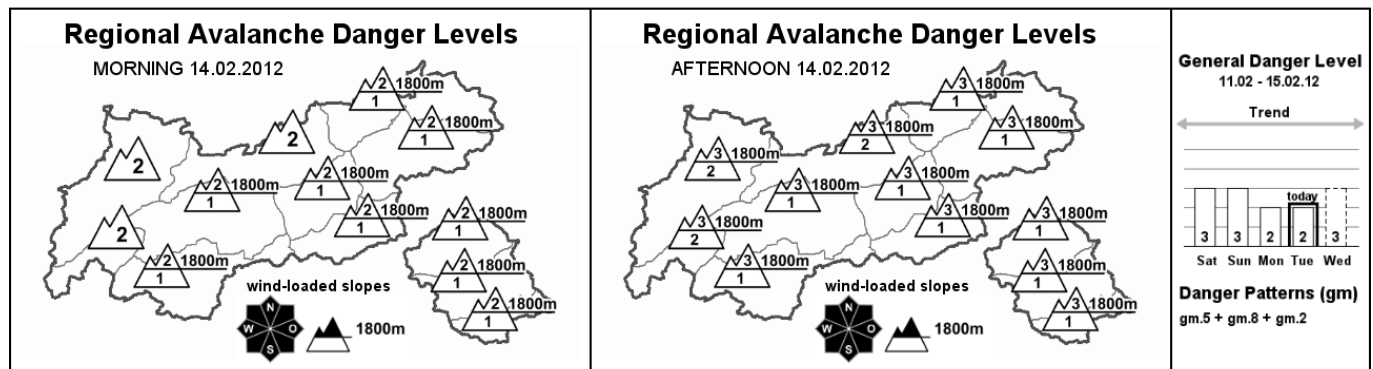 Regional Avalanche Danger Levels
MORNING 14.02.2012
2 1800m
1
2 1800m
1
2
2
2 1800m
1
2 1800m
1
2 1800m
1
2 1800m
1
2
2 1800m
1
2 1800m
1
2 1800m
1
wind-loaded slopes
N
W O
S
1800m
Regional Avalanche Danger Levels
AFTERNOON 14.02.2012
3 1800m
1
3 1800m
1
3 1800m
2
3 1800m
2
3 1800m
1
3 1800m
1
3 1800m
1
3 1800m
1
3 1800m
2
3 1800m
1
3 1800m
1
3 1800m
1
wind-loaded slopes
N
W O
S
1800m
General Danger Level
11.02 - 15.02.12
Trend
today
3 3 2 2 3
Sat Sun Mon Tue Wed
Danger Patterns (gm)
gm.5 + gm.8 + gm.2